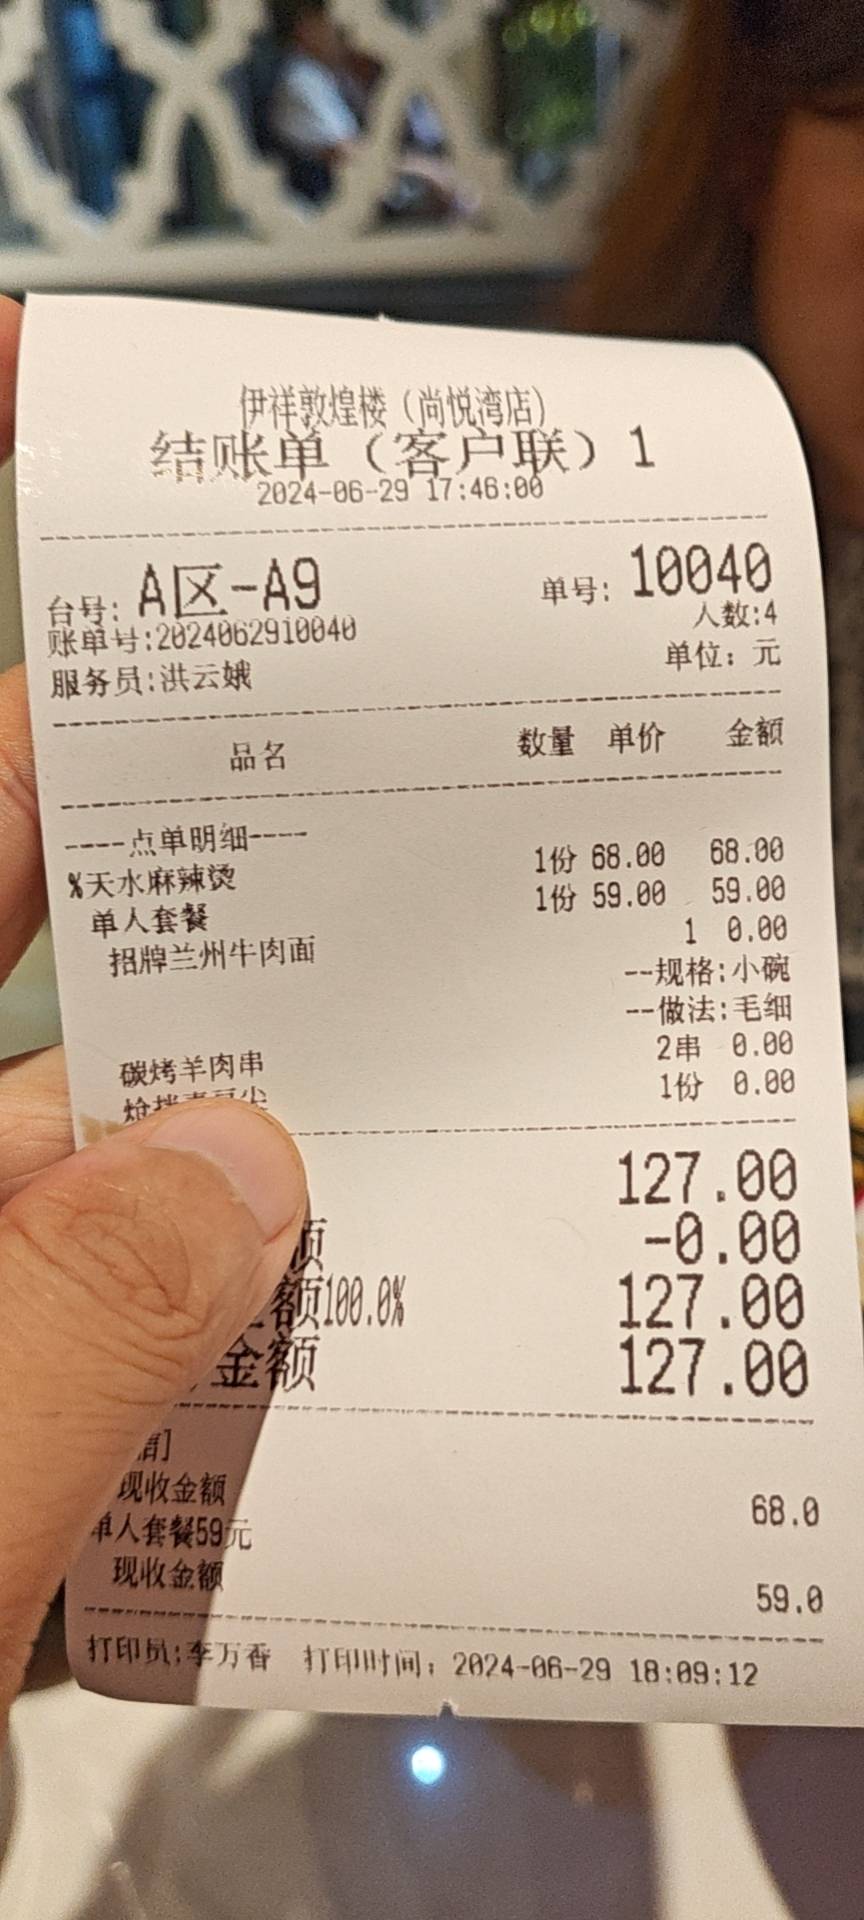 伊祥敦煌楼（尚悦湾店）
结账单（客户联）1
2024-06-29 17:46:00
台号: A区-A9 单号: 10040
账单号:2024062910040 人数:4
服务员:洪云娥 单位: 元
品名 数量 单价 金额
----点单明细----
%天水麻辣烫 1份 68.00 68.00
单人套餐 1份 59.00 59.00
招牌兰州牛肉面 1 0.00
--规格:小碗
--做法:毛细
碳烤羊肉串 2串 0.00
1份 0.00
127.00
-0.00
额100.0% 127.00
金额 127.00
现收金额 68.0
单人套餐59元
现收金额 59.0
打印员:李万香 打印时间: 2024-06-29 18:09:12